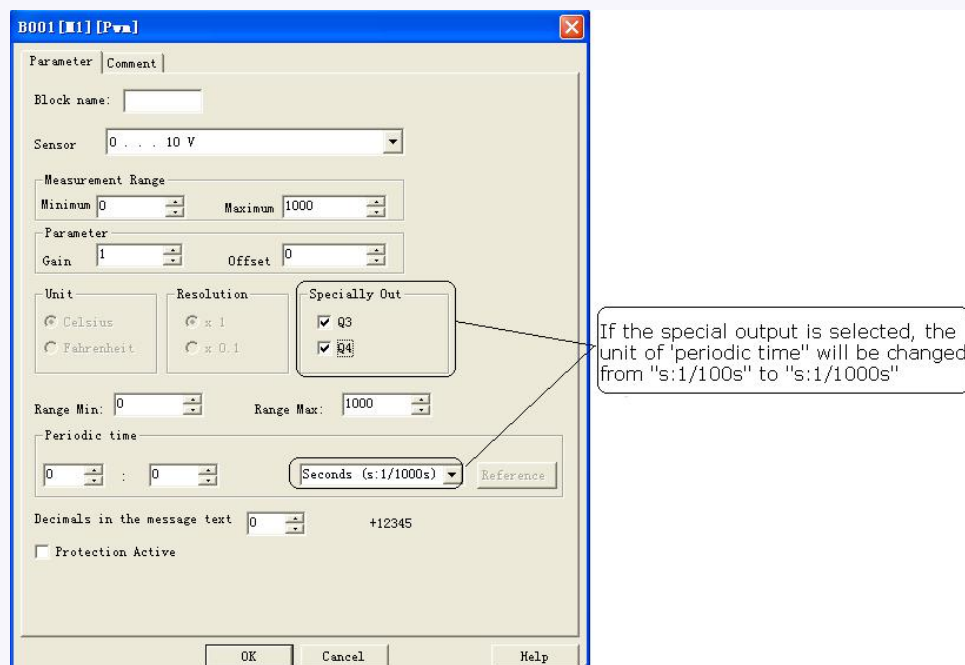 B001[M1][Pwm]
Parameter Comment
Block name:
Sensor 0 . . . 10 V
Measurement Range
Minimum 0 Maximum 1000
Parameter
Gain 1 Offset 0
Unit Resolution Specially Out
Celsius x 1 Q3
Fahrenheit x 0.1 Q4
If the special output is selected, the
unit of 'periodic time" will be changed
from "s:1/100s" to "s:1/1000s"
Range Min: 0 Range Max: 1000
Periodic time
0 : 0 Seconds (s:1/1000s) Reference
Decimals in the message text 0 +12345
Protection Active
OK Cancel Help